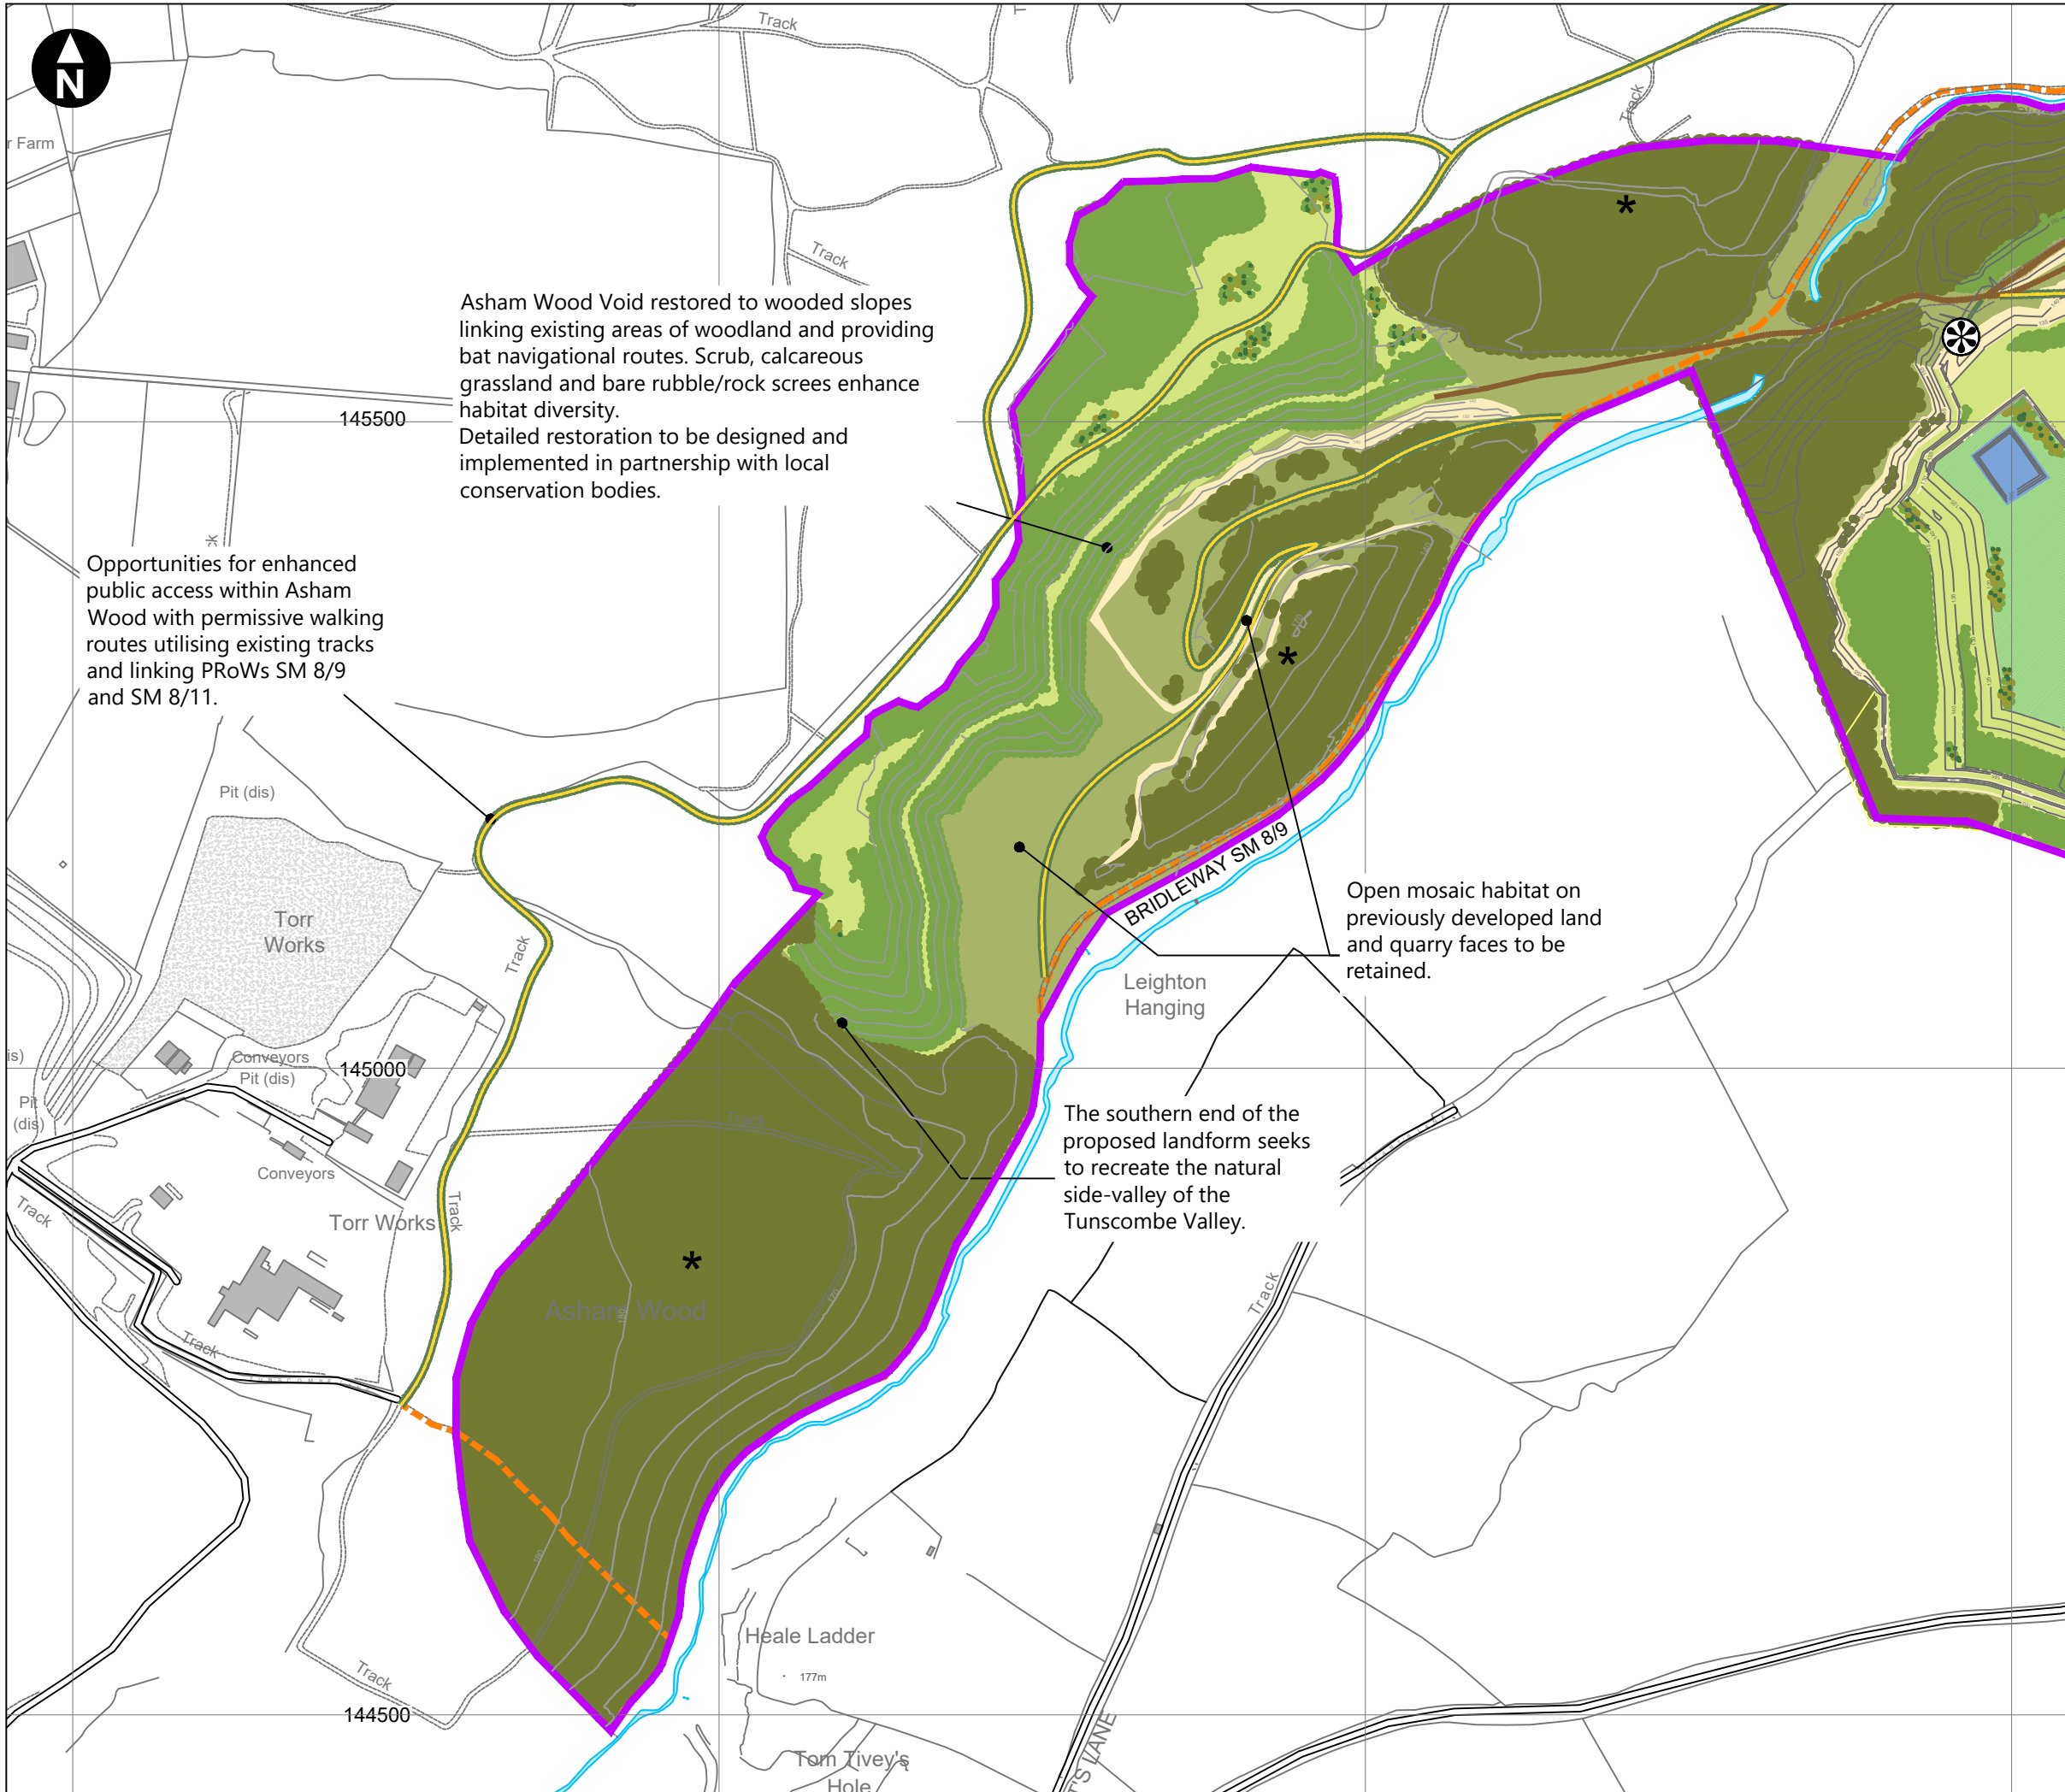 Track
T
N
Track
r Farm
Track
Asham Wood Void restored to wooded slopes
linking existing areas of woodland and providing
bat navigational routes. Scrub, calcareous
grassland and bare rubble/rock screes enhance
habitat diversity.
Detailed restoration to be designed and
implemented in partnership with local
conservation bodies.
145500
ck
Opportunities for enhanced
public access within Asham
Wood with permissive walking
routes utilising existing tracks
and linking PRoWs SM 8/9
and SM 8/11.
170
Pit (dis)
BRIDLEWAY SM 8/9
Open mosaic habitat on
previously developed land
and quarry faces to be
retained.
Torr
Works
Track
Leighton
Hanging
is)
Conveyors
Pit (dis)
145000
Pit
(dis)
Track
The southern end of the
proposed landform seeks
to recreate the natural
side-valley of the
Tunscombe Valley.
Conveyors
Track
Track
Torr Works
Track
Asham Wood
180
170
Track
180
Heale Ladder
177m
Track
144500
T'S LANE
Tom Tivey's
Hole